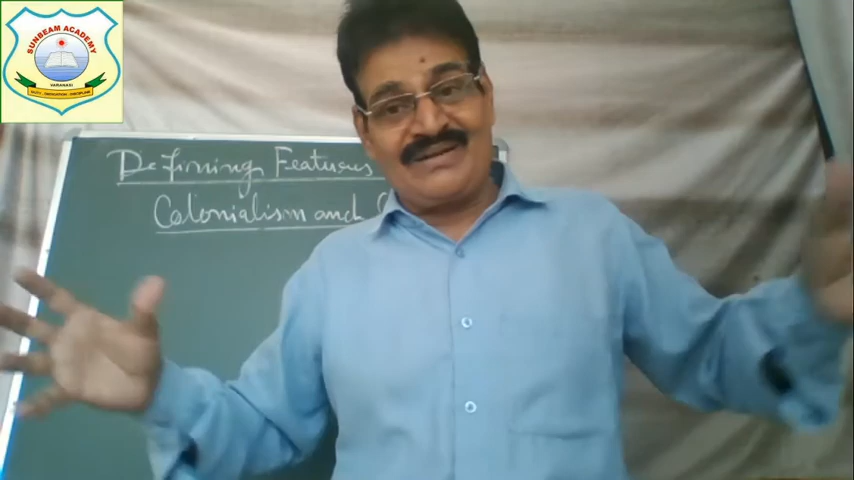 SUNBEAM ACADEMY
VARANASI
Defining Features
Colonialism and